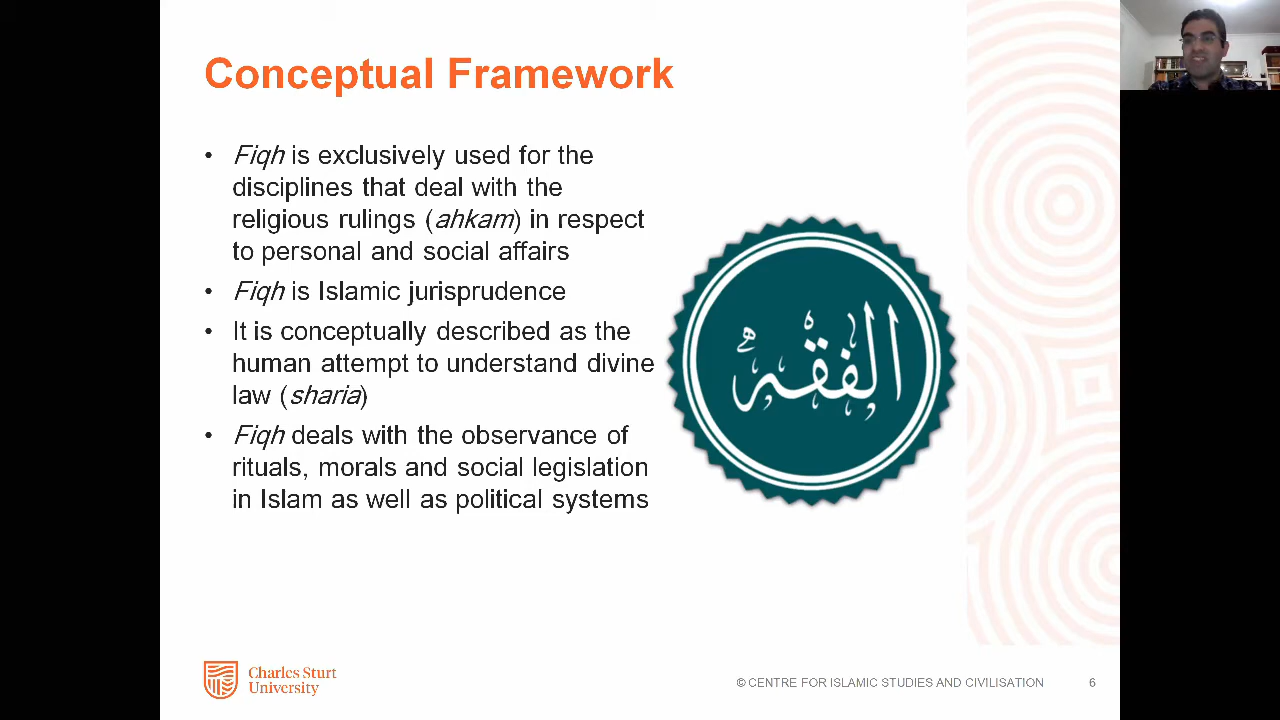 Conceptual Framework
• Fiqh is exclusively used for the
disciplines that deal with the
religious rulings (ahkam) in respect
to personal and social affairs
• Fiqh is Islamic jurisprudence
• It is conceptually described as the
human attempt to understand divine
law (sharia)
• Fiqh deals with the observance of
rituals, morals and social legislation
in Islam as well as political systems
الفقه
Charles Sturt
University
© CENTRE FOR ISLAMIC STUDIES AND CIVILISATION
6